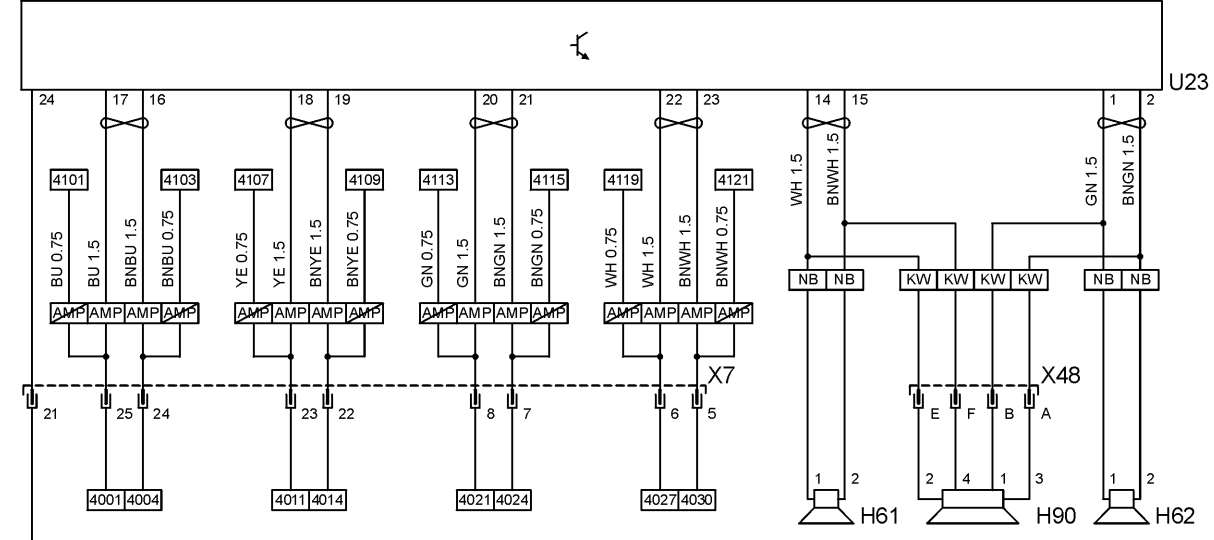 U23
24 17 16 18 19 20 21 22 23 14 15 1 2
4101 4103 4107 4109 4113 4115 4119 4121
BU 0.75
BU 1.5
BNBU 1.5
BNBU 0.75
YE 0.75
YE 1.5
BNYE 1.5
BNYE 0.75
GN 0.75
GN 1.5
BNGN 1.5
BNGN 0.75
WH 0.75
WH 1.5
BNWH 1.5
BNWH 0.75
WH 1.5
BNWH 1.5
GN 1.5
BNGN 1.5
NB NB KW KW KW KW NB NB
AMP AMP AMP AMP AMP AMP AMP AMP AMP AMP AMP AMP AMP AMP AMP AMP
X7 X48
21 25 24 23 22 8 7 6 5 E F B A
1 2 2 4 1 3 1 2
4001 4004 4011 4014 4021 4024 4027 4030
H61 H90 H62